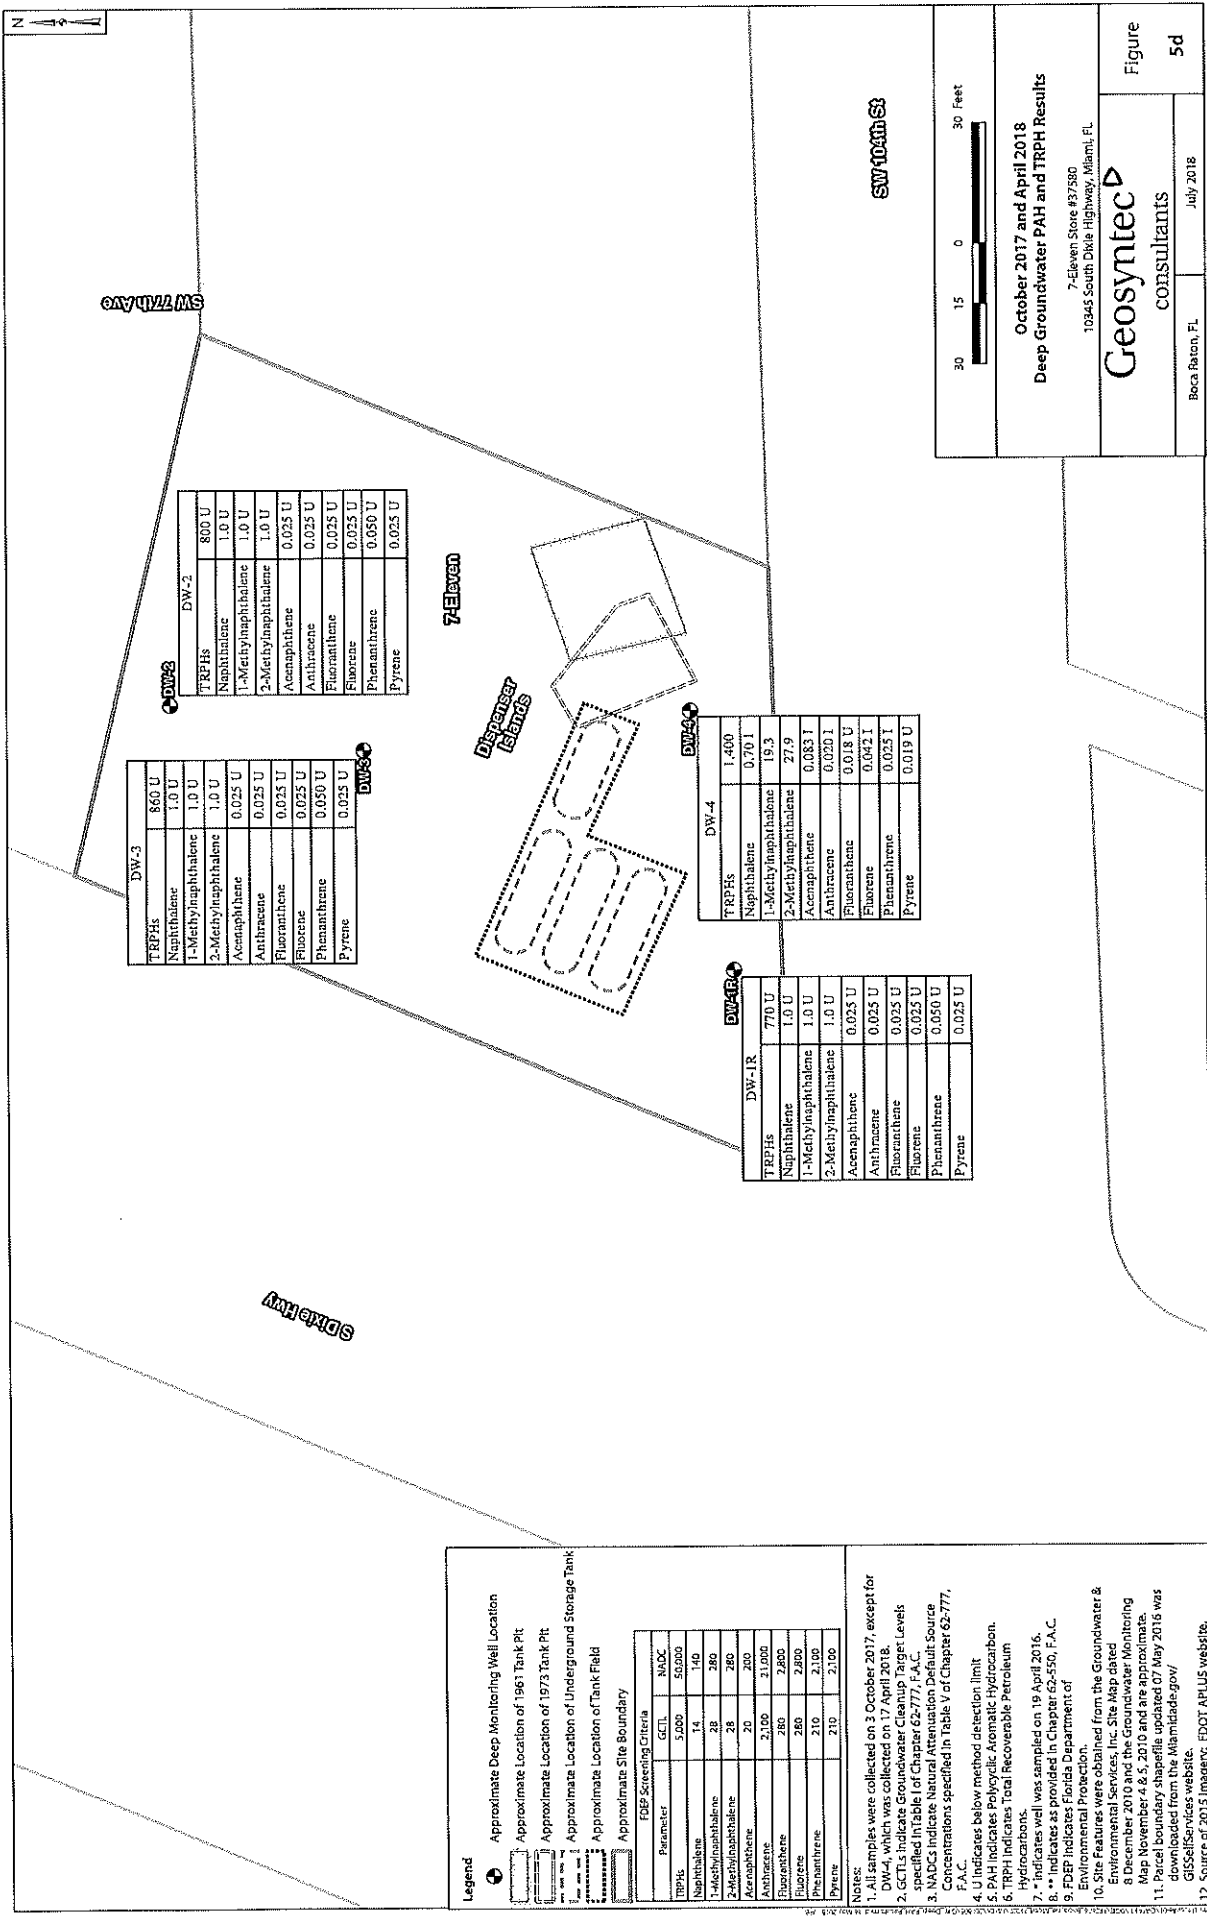 N
SW 77th Ave
SW 104th St
S Dixie Hwy
7-Eleven
Dispenser
Islands
DW-3
TRPHs 860 U
Naphthalene 1.0 U
1-Methylnaphthalene 1.0 U
2-Methylnaphthalene 1.0 U
Acenaphthene 0.025 U
Anthracene 0.025 U
Fluoranthene 0.025 U
Fluorene 0.025 U
Phenanthrene 0.050 U
Pyrene 0.025 U
DW-3
DW-2
DW-2
TRPHs 800 U
Naphthalene 1.0 U
1-Methylnaphthalene 1.0 U
2-Methylnaphthalene 1.0 U
Acenaphthene 0.025 U
Anthracene 0.025 U
Fluoranthene 0.025 U
Fluorene 0.025 U
Phenanthrene 0.050 U
Pyrene 0.025 U
DW-1R
DW-1R
TRPHs 770 U
Naphthalene 1.0 U
1-Methylnaphthalene 1.0 U
2-Methylnaphthalene 1.0 U
Acenaphthene 0.025 U
Anthracene 0.025 U
Fluoranthene 0.025 U
Fluorene 0.025 U
Phenanthrene 0.050 U
Pyrene 0.025 U
DW-4
DW-4
TRPHs 1,400
Naphthalene 0.70 I
1-Methylnaphthalene 19.3
2-Methylnaphthalene 27.9
Acenaphthene 0.083 I
Anthracene 0.020 I
Fluoranthene 0.018 U
Fluorene 0.042 I
Phenanthrene 0.025 I
Pyrene 0.019 U
Legend
Approximate Deep Monitoring Well Location
Approximate Location of 1961 Tank Pit
Approximate Location of 1973 Tank Pit
Approximate Location of Underground Storage Tank
Approximate Location of Tank Field
Approximate Site Boundary
FDEP Screening Criteria
Parameter GCTL NADC
TRPHs 5,000 50,000
Naphthalene 14 140
1-Methylnaphthalene 28 280
2-Methylnaphthalene 28 280
Acenaphthene 20 200
Anthracene 2,100 21,000
Fluoranthene 280 2,800
Fluorene 280 2,800
Phenanthrene 210 2,100
Pyrene 210 2,100
Notes:
1. All samples were collected on 3 October 2017, except for
DW-4, which was collected on 17 April 2018.
2. GCTLs Indicate Groundwater Cleanup Target Levels
specified in Table I of Chapter 62-777, F.A.C.
3. NADCs Indicate Natural Attenuation Default Source
Concentrations specified in Table V of Chapter 62-777,
F.A.C.
4. U indicates below method detection limit
5. PAH indicates Polycyclic Aromatic Hydrocarbon.
6. TRPH indicates Total Recoverable Petroleum
Hydrocarbons.
7. * indicates well was sampled on 19 April 2016.
8. ** Indicates as provided in Chapter 62-550, F.A.C.
9. FDEP indicates Florida Department of
Environmental Protection.
10. Site Features were obtained from the Groundwater &
Environmental Services, Inc. Site Map dated
8 December 2010 and the Groundwater Monitoring
Map November 4 & 5, 2010 and are approximate.
11. Parcel boundary shapefile updated 07 May 2016 was
downloaded from the Miamidade.gov/
GISSelfServices website.
12. Source of 2015 Imagery: FDOT APLUS website.
30 15 0 30 Feet
October 2017 and April 2018
Deep Groundwater PAH and TRPH Results
7-Eleven Store #37580
10345 South Dixie Highway, Miami, FL
Geosyntec
consultants
Figure
5d
Boca Raton, FL
July 2018